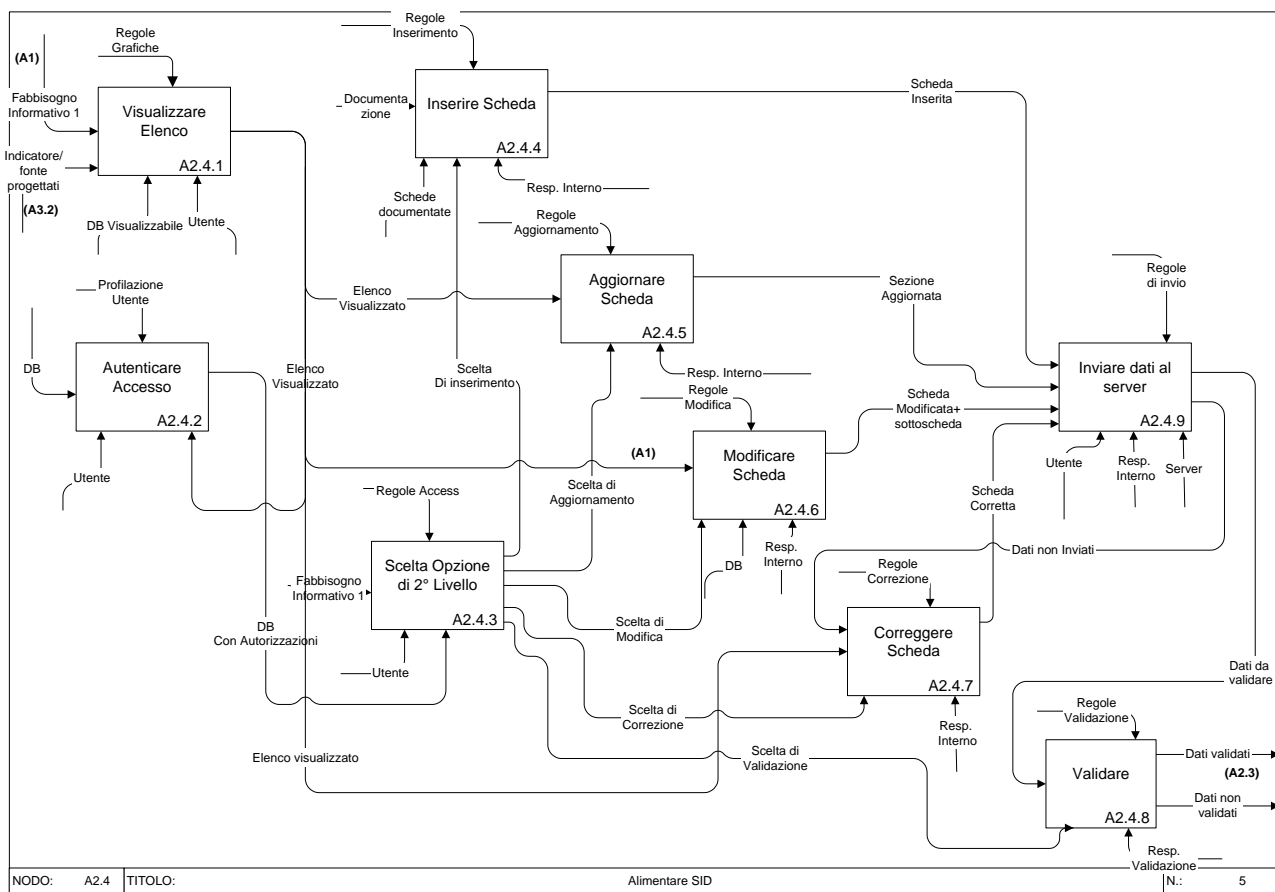 Regole
Grafiche
(A1)
Fabbisogno
Informativo 1
Indicatore/
fonte
progettati
(A3.2)
Visualizzare
Elenco
A2.4.1
DB Visualizzabile
Utente
Regole
Inserimento
Documenta
zione
Inserire Scheda
A2.4.4
Schede
documentate
Resp. Interno
Scheda
Inserita
Regole
Aggiornamento
Aggiornare
Scheda
A2.4.5
Resp. Interno
Elenco
Visualizzato
Sezione
Aggiornata
Regole
di invio
Profilazione
Utente
DB
Autenticare
Accesso
A2.4.2
Utente
Elenco
Visualizzato
Scelta
Di inserimento
Regole
Modifica
Scheda
Modificata+
sottoscheda
Inviare dati al
server
A2.4.9
Utente
Resp.
Interno
Server
(A1)
Modificare
Scheda
A2.4.6
DB
Resp.
Interno
Scelta di
Aggiornamento
Scheda
Corretta
Dati non Inviati
Regole Access
Fabbisogno
Informativo 1
Scelta Opzione
di 2° Livello
A2.4.3
Utente
DB
Con Autorizzazioni
Scelta di
Modifica
Regole
Correzione
Correggere
Scheda
A2.4.7
Resp.
Interno
Scelta di
Correzione
Elenco visualizzato
Scelta di
Validazione
Dati da
validare
Regole
Validazione
Validare
A2.4.8
Resp.
Validazione
Dati validati
(A2.3)
Dati non
validati
NODO: A2.4 TITOLO: Alimentare SID N.: 5